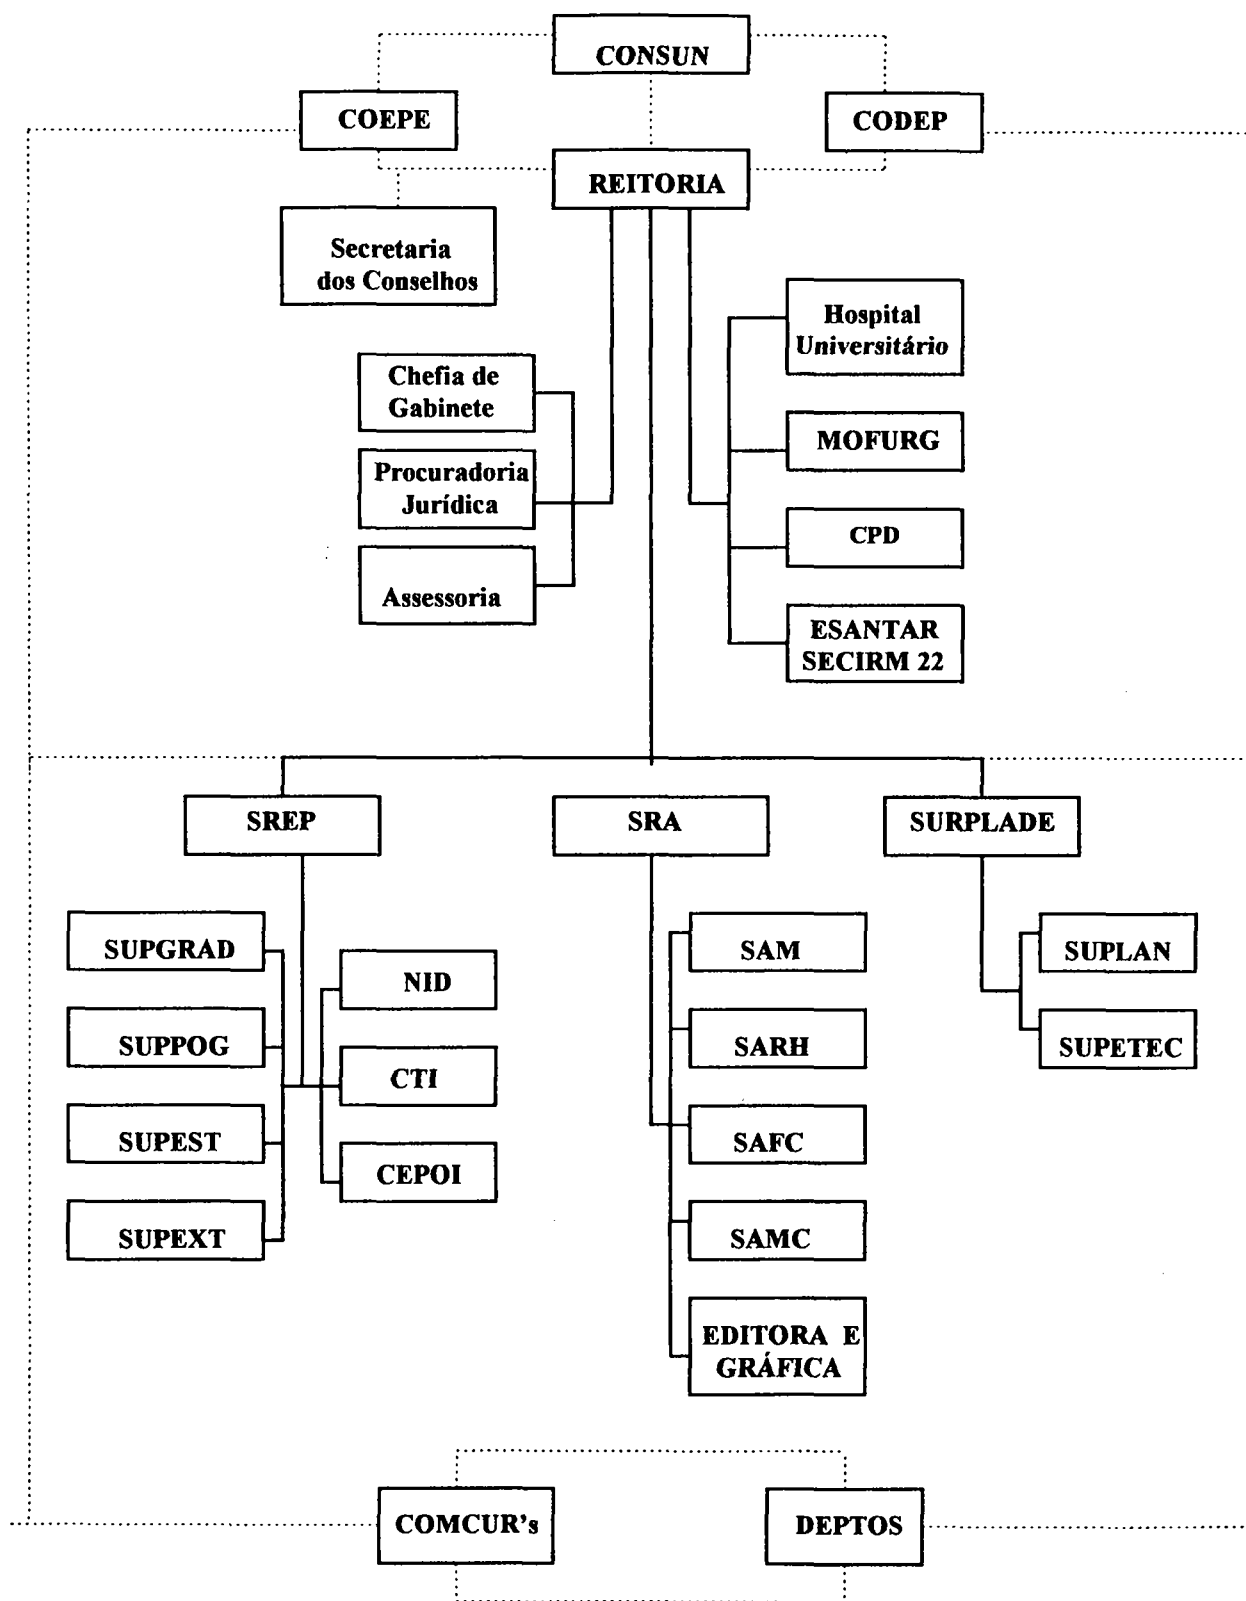 CONSUN
COEPE
CODEP
REITORIA
Secretaria
dos Conselhos
Hospital
Universitário
Chefia de
Gabinete
MOFURG
Procuradoria
Jurídica
CPD
Assessoria
ESANTAR
SECIRM 22
SREP
SRA
SURPLADE
SUPGRAD
NID
SUPPOG
CTI
SUPEST
CEPOI
SUPEXT
SAM
SARH
SAFC
SAMC
EDITORA E
GRÁFICA
SUPLAN
SUPETEC
COMCUR's
DEPTOS